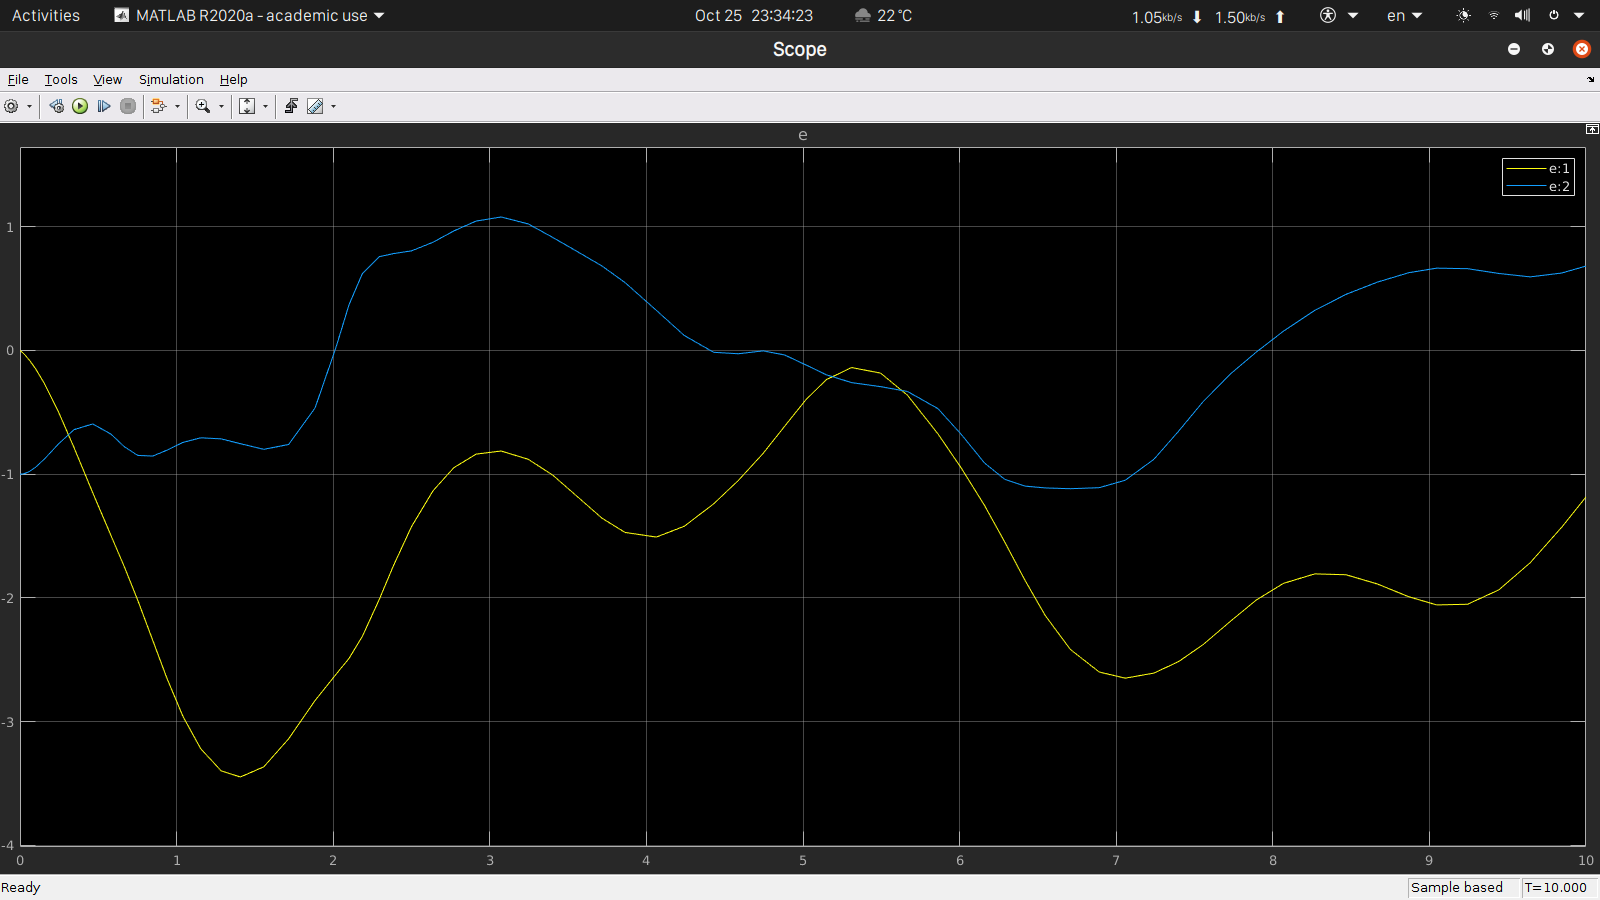 Activities MATLAB R2020a - academic use Oct 25 23:34:23 22 °C 1.05kb/s 1.50kb/s en
Scope
File Tools View Simulation Help
e
e:1
e:2
1
0
-1
-2
-3
-4
0 1 2 3 4 5 6 7 8 9 10
Ready Sample based T=10.000